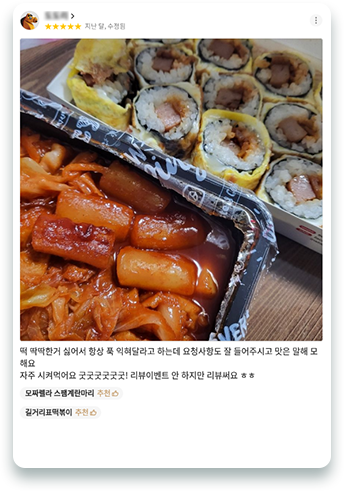 지난 달, 수정됨
떡 딱딱한거 싫어서 항상 푹 익혀달라고 하는데 요청사항도 잘 들어주시고 맛은 말해 모
해요
자주 시켜먹어요 굿굿굿굿굿굿! 리뷰이벤트 안 하지만 리뷰써요 ㅎㅎ
모짜렐라 스팸계란마리 추천
길거리표떡볶이 추천